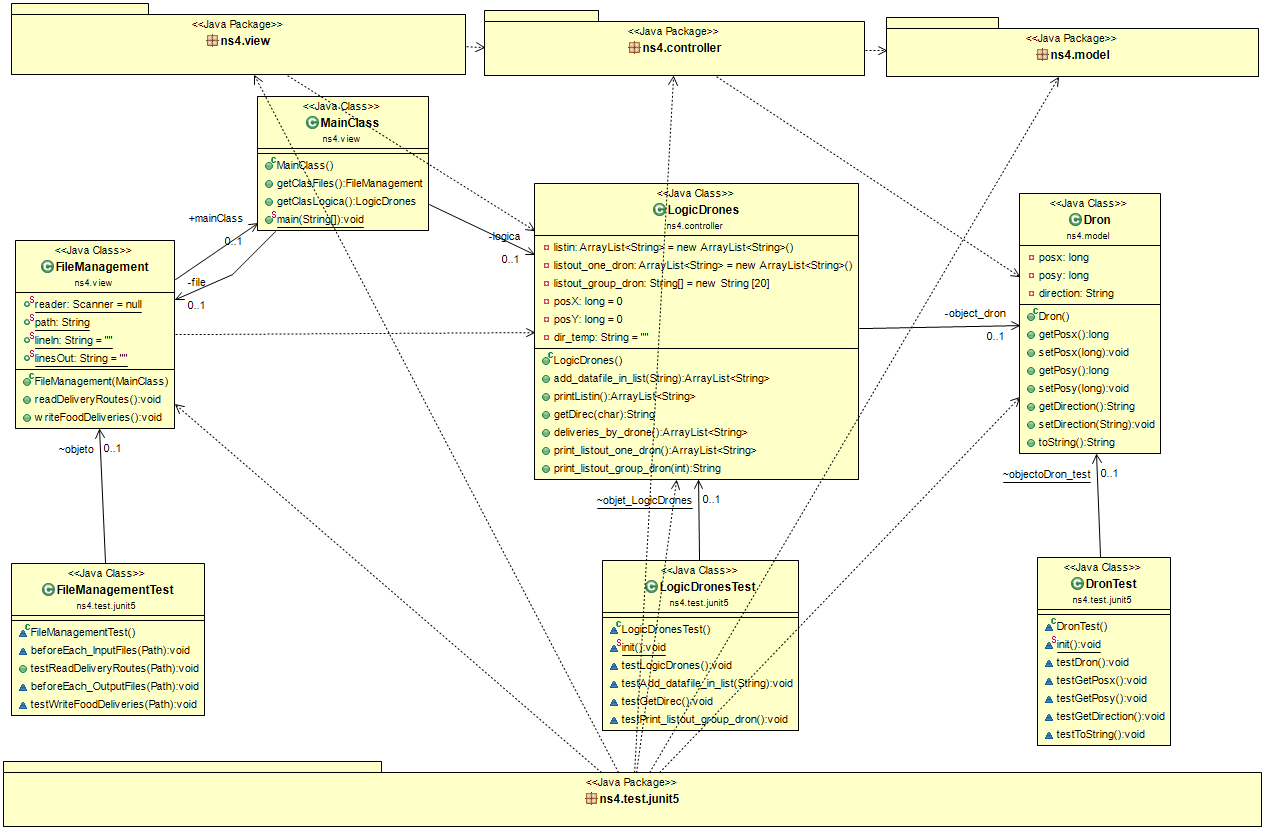 <<Java Package>>
ns4.view
<<Java Package>>
ns4.controller
<<Java Package>>
ns4.model
<<Java Class>>
MainClass
ns4.view
MainClass()
getClasFiles():FileManagement
getClasLogica():LogicDrones
main(String[]):void
+mainClass
0..1
-file
0..1
-logica
0..1
<<Java Class>>
FileManagement
ns4.view
reader: Scanner = null
path: String
lineIn: String = ""
linesOut: String = ""
FileManagement(MainClass)
readDeliveryRoutes():void
writeFoodDeliveries():void
<<Java Class>>
LogicDrones
ns4.controller
listin: ArrayList<String> = new ArrayList<String>()
listout_one_dron: ArrayList<String> = new ArrayList<String>()
listout_group_dron: String[] = new String [20]
posX: long = 0
posY: long = 0
dir_temp: String = ""
LogicDrones()
add_datafile_in_list(String):ArrayList<String>
printListin():ArrayList<String>
getDirec(char):String
deliveries_by_drone():ArrayList<String>
print_listout_one_dron():ArrayList<String>
print_listout_group_dron(int):String
-object_dron
0..1
<<Java Class>>
Dron
ns4.model
posx: long
posy: long
direction: String
Dron()
getPosx():long
setPosx(long):void
getPosy():long
setPosy(long):void
getDirection():String
setDirection(String):void
toString():String
~objeto
0..1
~objet_LogicDrones
0..1
~objectoDron_test
0..1
<<Java Class>>
FileManagementTest
ns4.test.junit5
FileManagementTest()
beforeEach_InputFiles(Path):void
testReadDeliveryRoutes(Path):void
beforeEach_OutputFiles(Path):void
testWriteFoodDeliveries(Path):void
<<Java Class>>
LogicDronesTest
ns4.test.junit5
LogicDronesTest()
init():void
testLogicDrones():void
testAdd_datafile_in_list(String):void
testGetDirec():void
testPrint_listout_group_dron():void
<<Java Class>>
DronTest
ns4.test.junit5
DronTest()
init():void
testDron():void
testGetPosx():void
testGetPosy():void
testGetDirection():void
testToString():void
<<Java Package>>
ns4.test.junit5